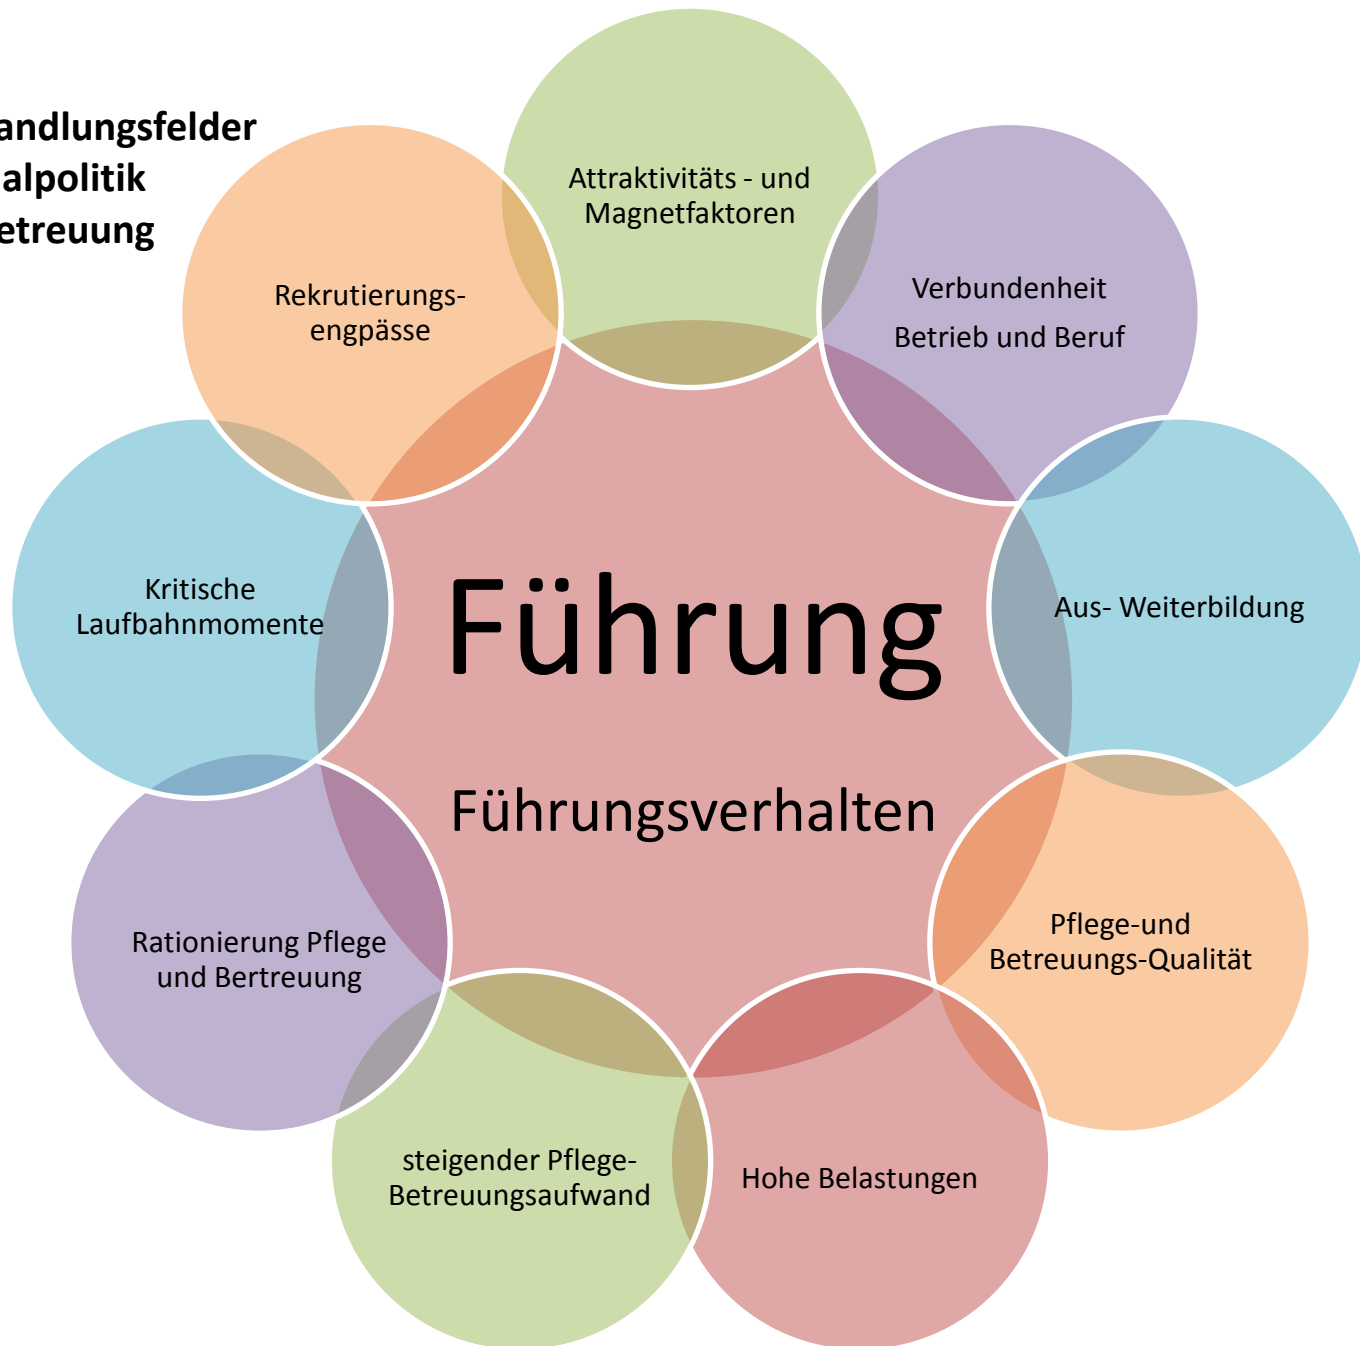 andlungsfelder
alpolitik
etreuung
Attraktivitäts - und
Magnetfaktoren
Verbundenheit
Betrieb und Beruf
Aus- Weiterbildung
Pflege-und
Betreuungs-Qualität
Hohe Belastungen
steigender Pflege-
Betreuungsaufwand
Rationierung Pflege
und Bertreuung
Kritische
Laufbahnmomente
Rekrutierungs-
engpässe
Führung
Führungsverhalten